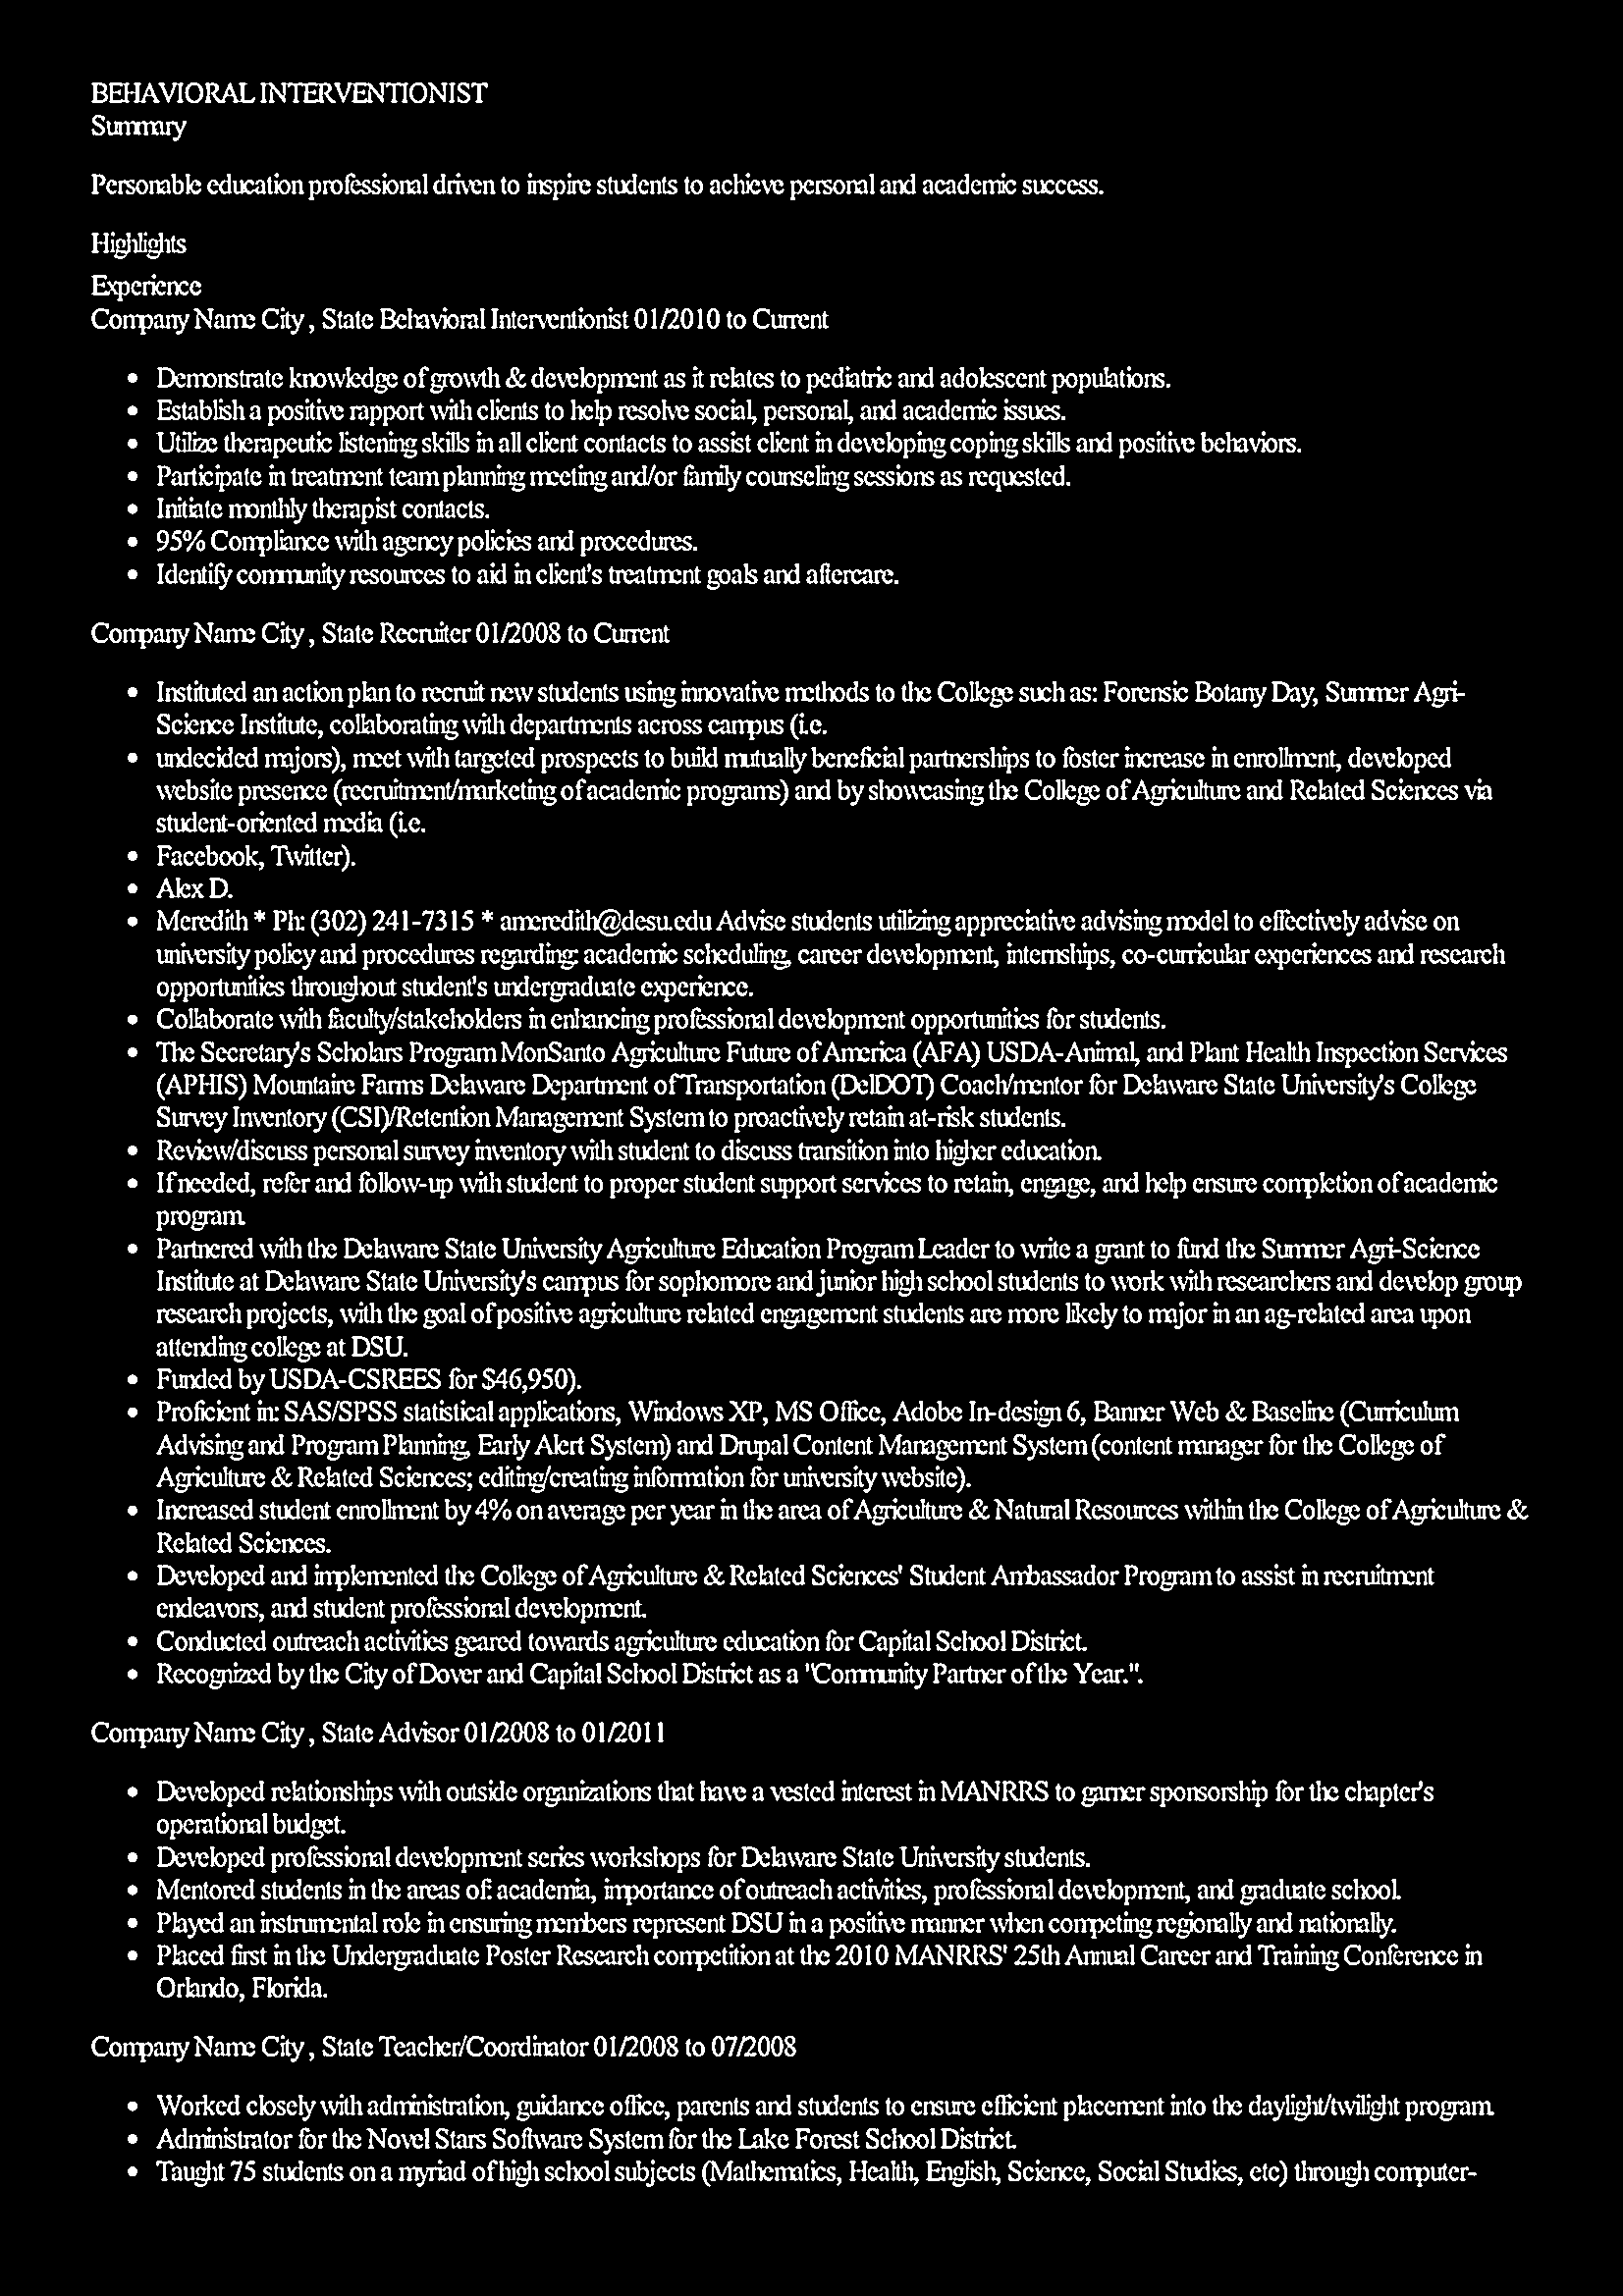 BEHAVIORAL INTERVENTIONIST
Summary
Personable education professional driven to inspire students to achieve personal and academic success.
Highlights
Experience
Company Name City , State Behavioral Interventionist 01/2010 to Current
• Demonstrate knowledge of growth & development as it relates to pediatric and adolescent populations.
• Establish a positive rapport with clients to help resolve social, personal, and academic issues.
• Utilize therapeutic listening skills in all client contacts to assist client in developing coping skills and positive behaviors.
• Participate in treatment team planning meeting and/or family counseling sessions as requested.
• Initiate monthly therapist contacts.
• 95% Compliance with agency policies and procedures.
• Identify community resources to aid in client's treatment goals and aftercare.
Company Name City , State Recruiter 01/2008 to Current
• Instituted an action plan to recruit new students using innovative methods to the College such as: Forensic Botany Day, Summer Agri-
Science Institute, collaborating with departments across campus (i.e.
• undecided majors), meet with targeted prospects to build mutually beneficial partnerships to foster increase in enrollment, developed
website presence (recruitment/marketing of academic programs) and by showcasing the College of Agriculture and Related Sciences via
student-oriented media (i.e.
• Facebook, Twitter).
• Alex D.
• Meredith * Ph: (302) 241-7315 * ameredith@desu.edu Advise students utilizing appreciative advising model to effectively advise on
university policy and procedures regarding: academic scheduling, career development, internships, co-curricular experiences and research
opportunities throughout student's undergraduate experience.
• Collaborate with faculty/stakeholders in enhancing professional development opportunities for students.
• The Secretary's Scholars Program MonSanto Agriculture Future of America (AFA) USDA-Animal, and Plant Health Inspection Services
(APHIS) Mountaire Farms Delaware Department of Transportation (DelDOT) Coach/mentor for Delaware State University's College
Survey Inventory (CSI)/Retention Management System to proactively retain at-risk students.
• Review/discuss personal survey inventory with student to discuss transition into higher education.
• If needed, refer and follow-up with student to proper student support services to retain, engage, and help ensure completion of academic
program.
• Partnered with the Delaware State University Agriculture Education Program Leader to write a grant to fund the Summer Agri-Science
Institute at Delaware State University's campus for sophomore and junior high school students to work with researchers and develop group
research projects, with the goal of positive agriculture related engagement students are more likely to major in an ag-related area upon
attending college at DSU.
• Funded by USDA-CSREES for $46,950).
• Proficient in: SAS/SPSS statistical applications, Windows XP, MS Office, Adobe In-design 6, Banner Web & Baseline (Curriculum
Advising and Program Planning, Early Alert System) and Drupal Content Management System (content manager for the College of
Agriculture & Related Sciences; editing/creating information for university website).
• Increased student enrollment by 4% on average per year in the area of Agriculture & Natural Resources within the College of Agriculture &
Related Sciences.
• Developed and implemented the College of Agriculture & Related Sciences' Student Ambassador Program to assist in recruitment
endeavors, and student professional development.
• Conducted outreach activities geared towards agriculture education for Capital School District.
• Recognized by the City of Dover and Capital School District as a "Community Partner of the Year.".
Company Name City , State Advisor 01/2008 to 01/2011
• Developed relationships with outside organizations that have a vested interest in MANRRS to garner sponsorship for the chapter's
operational budget.
• Developed professional development series workshops for Delaware State University students.
• Mentored students in the areas of: academia, importance of outreach activities, professional development, and graduate school.
• Played an instrumental role in ensuring members represent DSU in a positive manner when competing regionally and nationally.
• Placed first in the Undergraduate Poster Research competition at the 2010 MANRRS' 25th Annual Career and Training Conference in
Orlando, Florida.
Company Name City , State Teacher/Coordinator 01/2008 to 07/2008
• Worked closely with administration, guidance office, parents and students to ensure efficient placement into the daylight/twilight program.
• Administrator for the Novel Stars Software System for the Lake Forest School District.
• Taught 75 students on a myriad of high school subjects (Mathematics, Health, English, Science, Social Studies, etc) through computer-